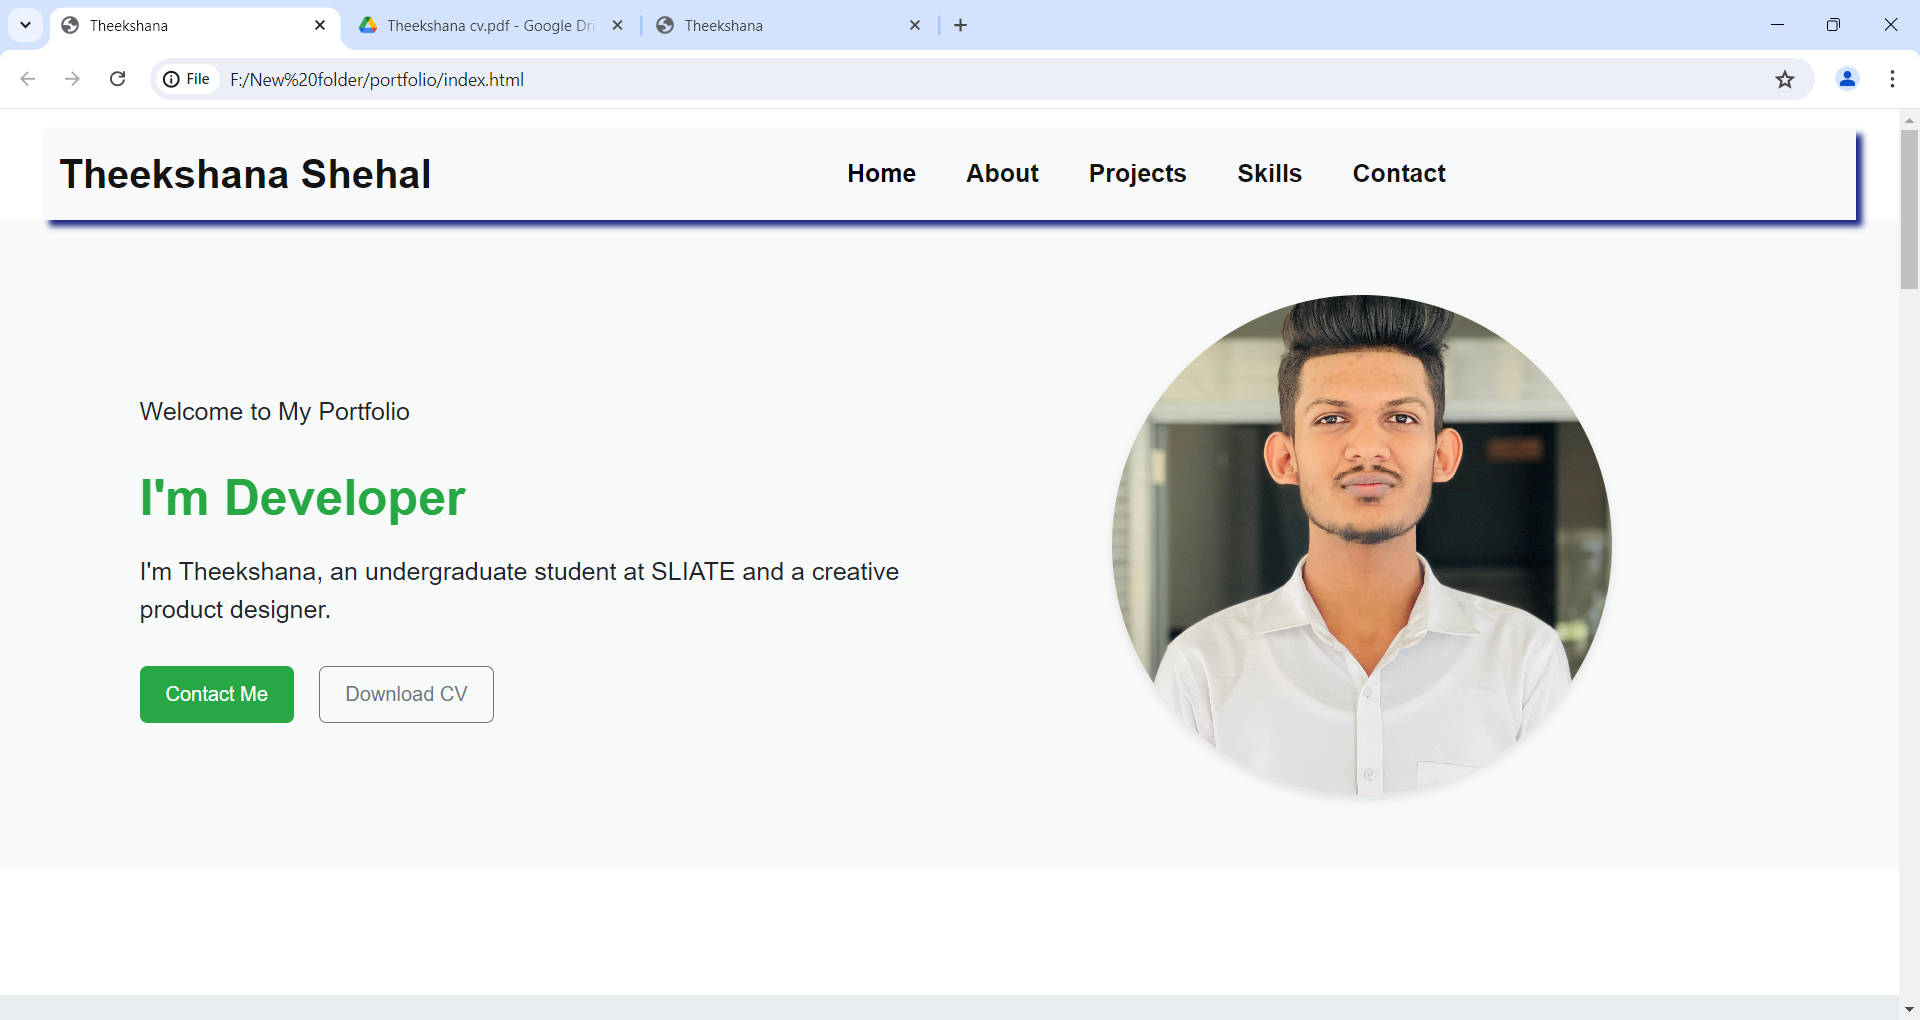 Theekshana
Theekshana cv.pdf - Google Dri
Theekshana
File
F:/New%20folder/portfolio/index.html
Theekshana Shehal
Home
About
Projects
Skills
Contact
Welcome to My Portfolio
I'm Developer
I'm Theekshana, an undergraduate student at SLIATE and a creative
product designer.
Contact Me
Download CV